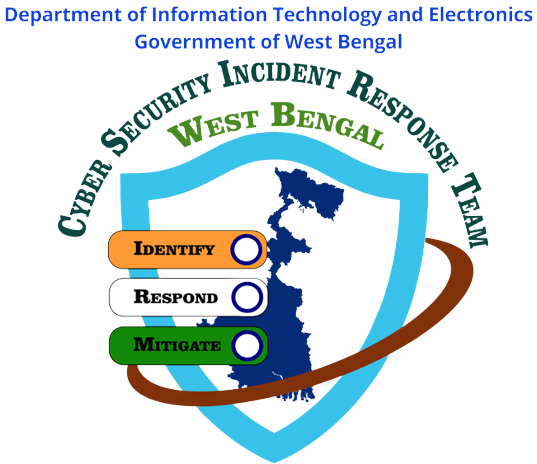 Department of Information Technology and Electronics
Government of West Bengal
Cyber Security Incident Response Team
West Bengal
Identify
Respond
Mitigate